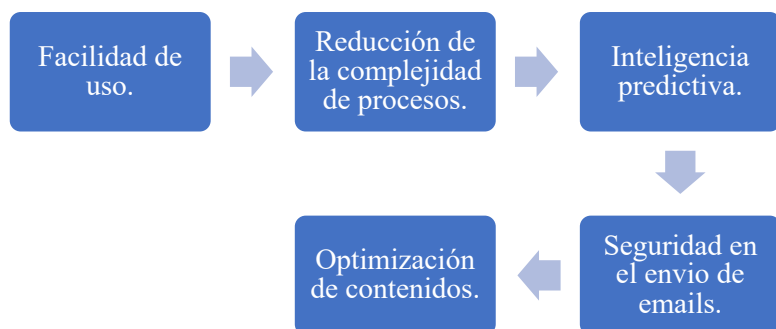 Facilidad de
uso.
Reducción de
la complejidad
de procesos.
Inteligencia
predictiva.
Seguridad en
el envio de
emails.
Optimización
de contenidos.